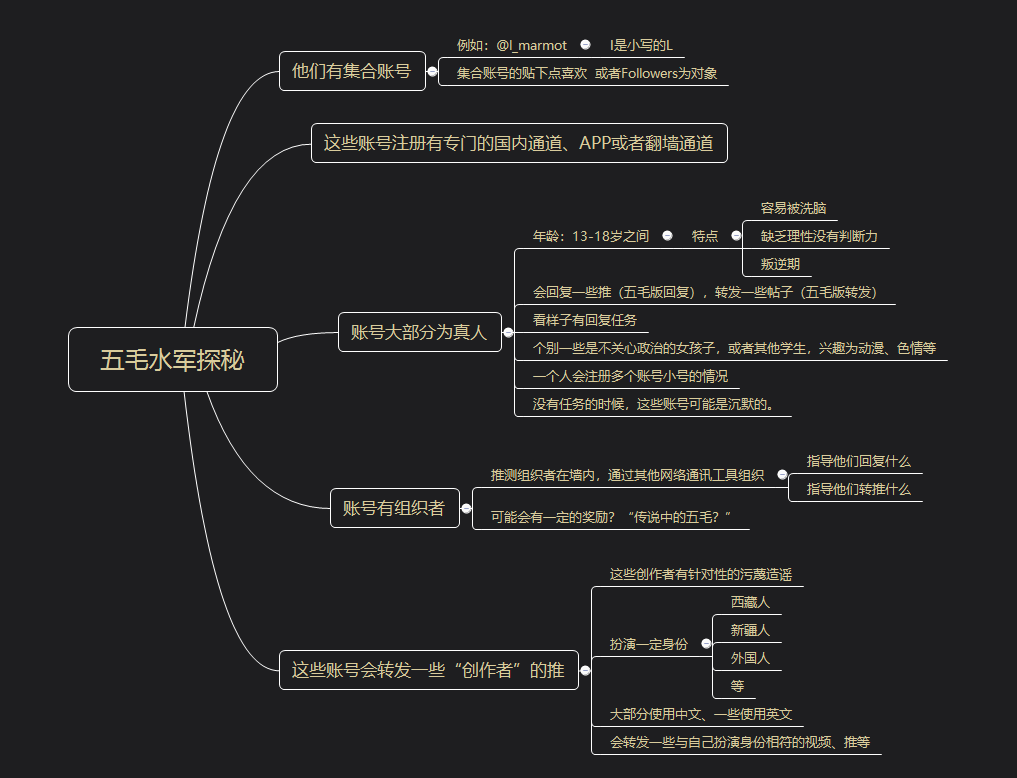 五毛水军探秘
他们有集合账号
例如：@l_marmot
l是小写的L
集合账号的贴下点喜欢 或者Followers为对象
这些账号注册有专门的国内通道、APP或者翻墙通道
账号大部分为真人
年龄：13-18岁之间
特点
容易被洗脑
缺乏理性没有判断力
叛逆期
会回复一些推（五毛版回复），转发一些帖子（五毛版转发）
看样子有回复任务
个别一些是不关心政治的女孩子，或者其他学生，兴趣为动漫、色情等
一个人会注册多个账号小号的情况
没有任务的时候，这些账号可能是沉默的。
账号有组织者
推测组织者在墙内，通过其他网络通讯工具组织
指导他们回复什么
指导他们转推什么
可能会有一定的奖励？“传说中的五毛？”
这些账号会转发一些“创作者”的推
这些创作者有针对性的污蔑造谣
扮演一定身份
西藏人
新疆人
外国人
等
大部分使用中文、一些使用英文
会转发一些与自己扮演身份相符的视频、推等